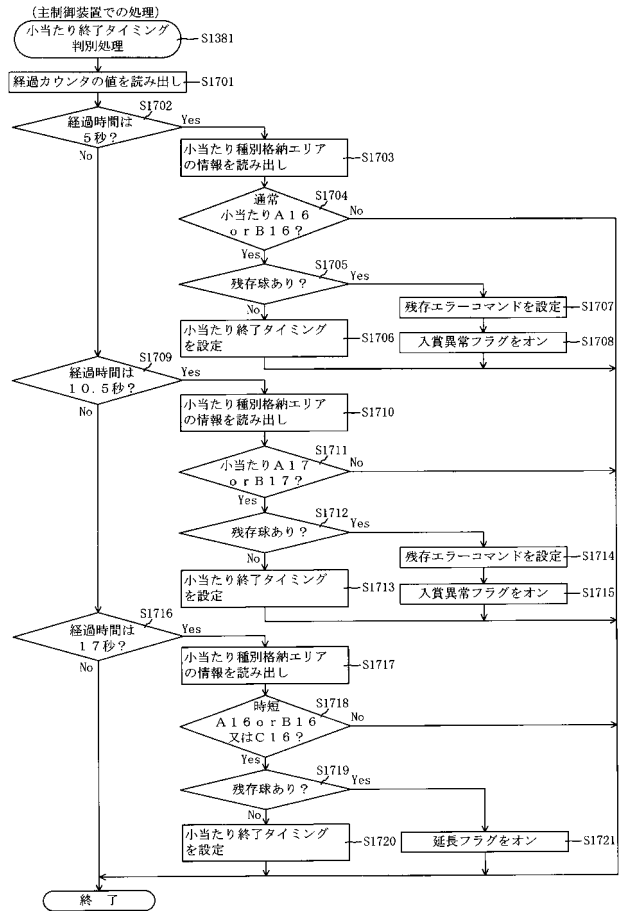 (主制御装置での処理)
小当たり終了タイミング
判別処理
S1381
経過カウンタの値を読み出し
S1701
経過時間は
5秒?
S1702
Yes
No
小当たり種別格納エリア
の情報を読み出し
S1703
通常
小当たりA16
orB16?
S1704
No
Yes
残存球あり?
S1705
Yes
No
小当たり終了タイミング
を設定
S1706
残存エラーコマンドを設定
S1707
入賞異常フラグをオン
S1708
経過時間は
10.5秒?
S1709
Yes
No
小当たり種別格納エリア
の情報を読み出し
S1710
小当たりA17
orB17?
S1711
No
Yes
残存球あり?
S1712
Yes
No
小当たり終了タイミング
を設定
S1713
残存エラーコマンドを設定
S1714
入賞異常フラグをオン
S1715
経過時間は
17秒?
S1716
Yes
No
小当たり種別格納エリア
の情報を読み出し
S1717
時短
A16orB16
又はC16?
S1718
No
Yes
残存球あり?
S1719
Yes
No
小当たり終了タイミング
を設定
S1720
延長フラグをオン
S1721
終 了